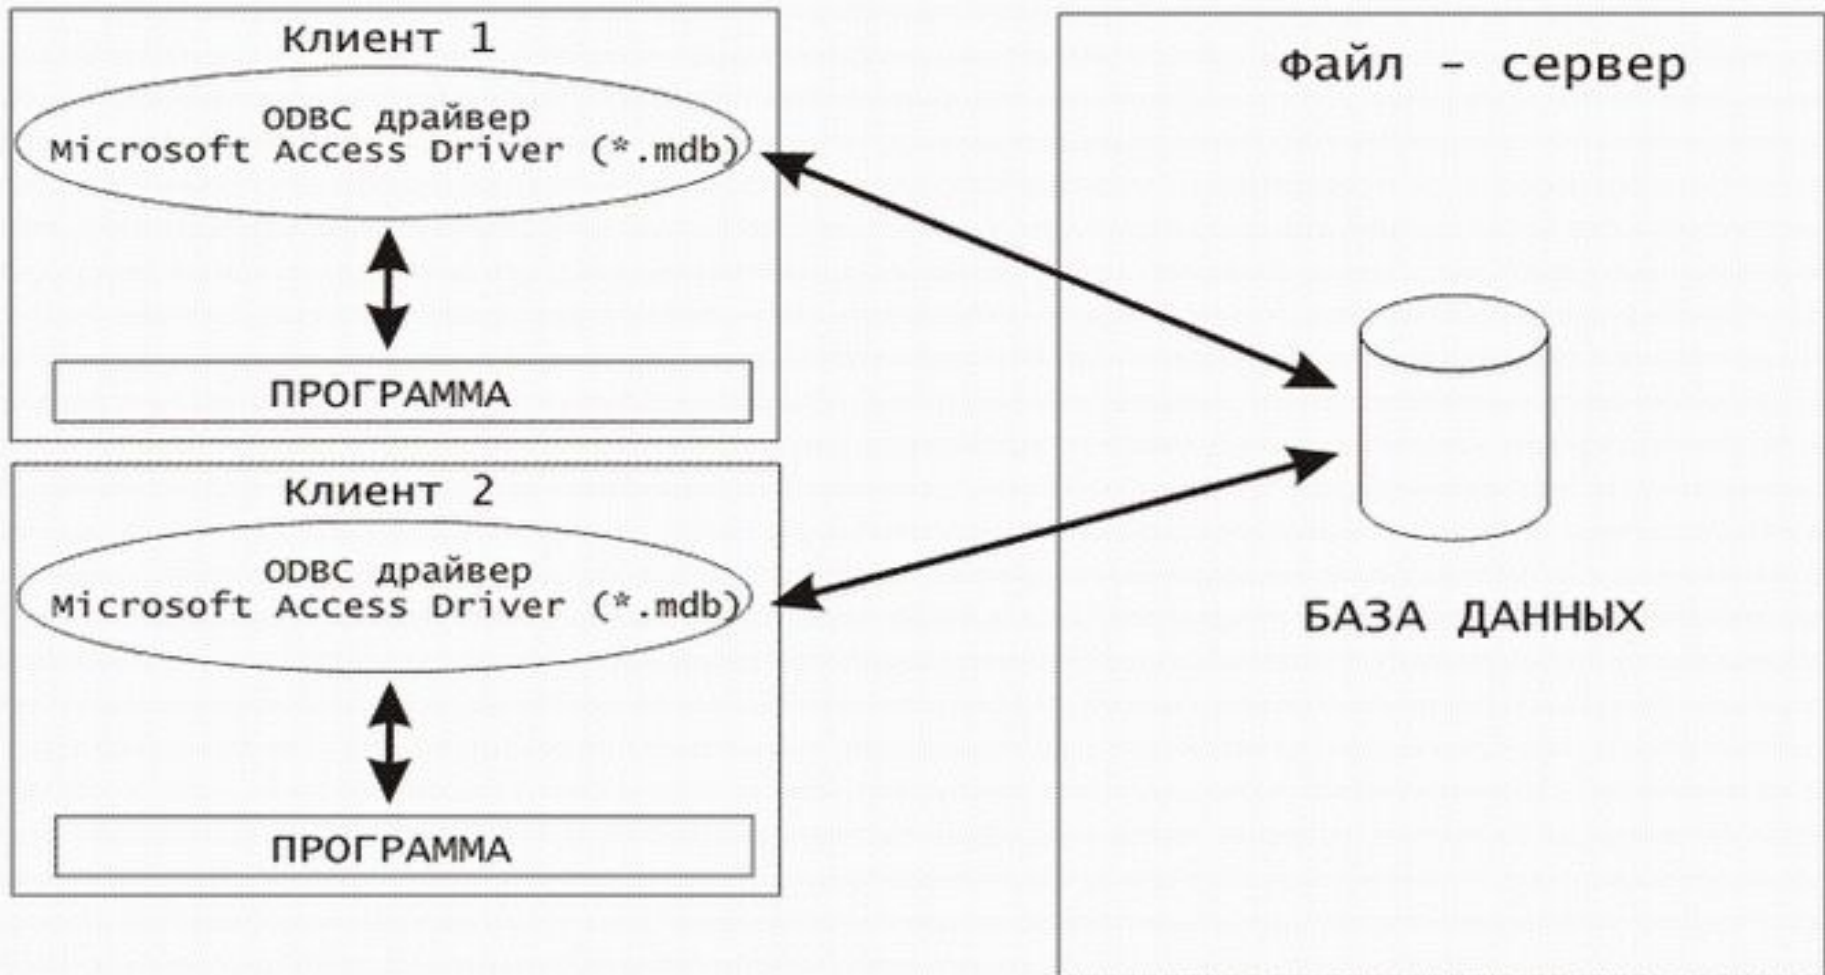 Клиент 1
ODBC драйвер
Microsoft Access Driver (*.mdb)
ПРОГРАММА
Клиент 2
ODBC драйвер
Microsoft Access Driver (*.mdb)
ПРОГРАММА
Файл - сервер
БАЗА ДАННЫХ